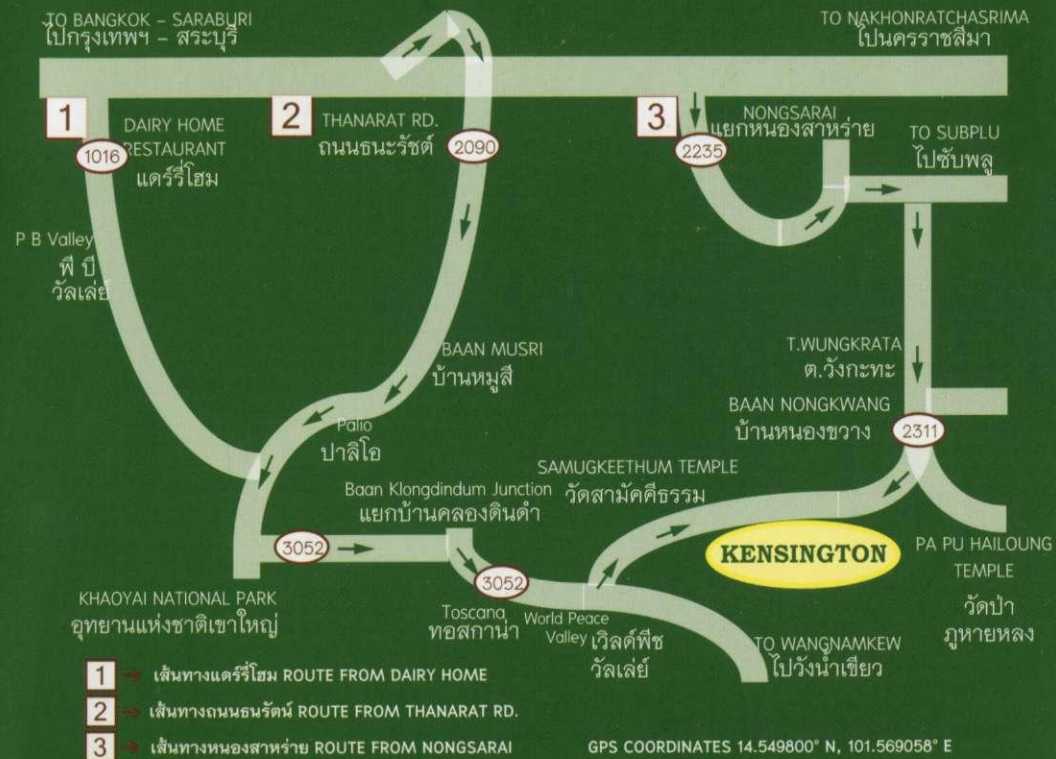 TO BANGKOK – SARABURI
ไปกรุงเทพฯ – สระบุรี
TO NAKHONRATCHASRIMA
ไปนครราชสีมา
1
1016
DAIRY HOME
RESTAURANT
แดร์รี่โฮม
2
THANARAT RD.
ถนนธนะรัชต์
2090
3
2235
NONGSARAI
แยกหนองสาหร่าย
TO SUBPLU
ไปซับพลู
P B Valley
พี บี
วัลเล่ย์
BAAN MUSRI
บ้านหมูสี
T.WUNGKRATA
ต.วังกะทะ
Palio
ปาลิโอ
BAAN NONGKWANG
บ้านหนองขวาง
2311
SAMUGKEETHUM TEMPLE
วัดสามัคคีธรรม
Baan Klongdindum Junction
แยกบ้านคลองดินดำ
3052
KENSINGTON
PA PU HAILOUNG
TEMPLE
วัดป่า
ภูหายหลง
3052
KHAOYAI NATIONAL PARK
อุทยานแห่งชาติเขาใหญ่
Toscana
ทอสกาน่า
World Peace
Valley เวิลด์พีช
วัลเล่ย์
TO WANGNAMKEW
ไปวังน้ำเขียว
1 เส้นทางแดร์รี่โฮม ROUTE FROM DAIRY HOME
2 เส้นทางถนนธนรัตน์ ROUTE FROM THANARAT RD.
3 เส้นทางหนองสาหร่าย ROUTE FROM NONGSARAI
GPS COORDINATES 14.549800° N, 101.569058° E